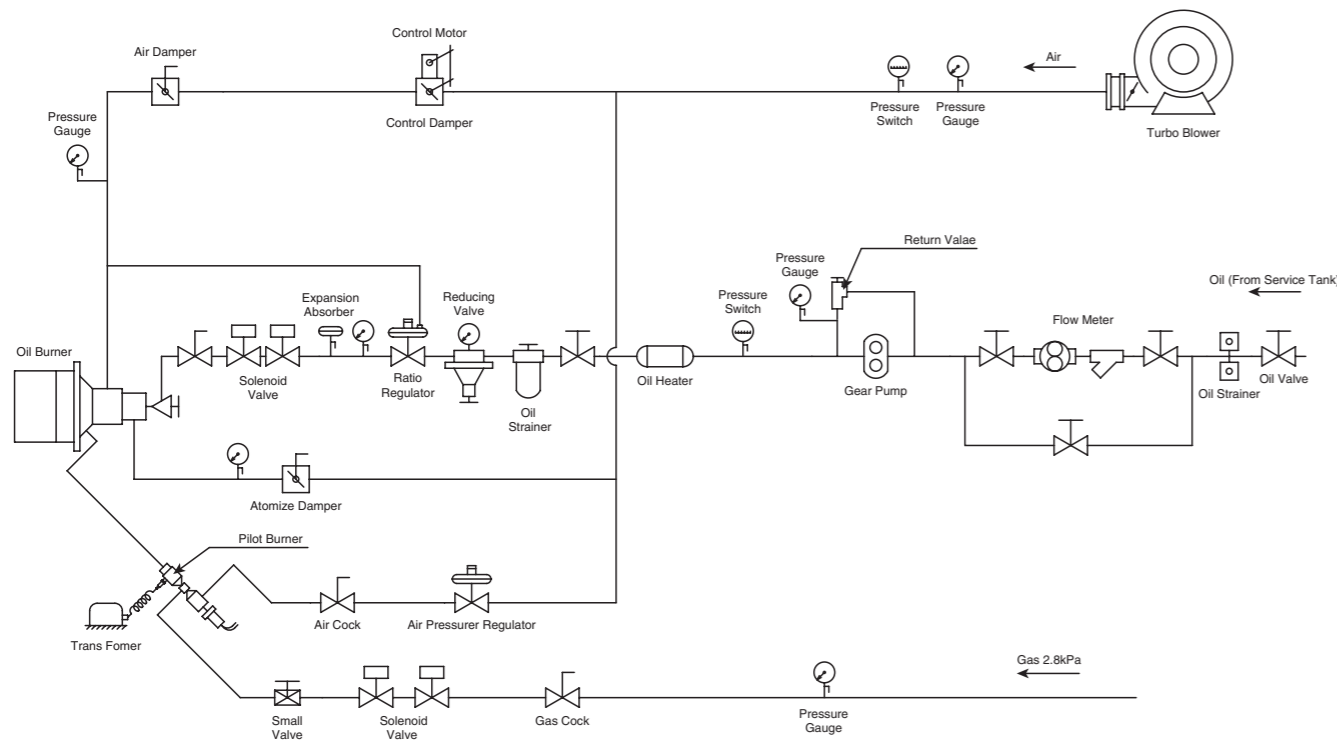 Control Motor
Air Damper
Air
Pressure
Gauge
Control Damper
Pressure
Switch
Pressure
Gauge
Turbo Blower
Return Valae
Pressure
Gauge
Oil (From Service Tank)
Expansion
Absorber
Reducing
Valve
Pressure
Switch
Flow Meter
Oil Burner
Solenoid
Valve
Ratio
Regulator
Oil
Strainer
Oil Heater
Gear Pump
Oil Strainer
Oil Valve
Atomize Damper
Pilot Burner
Trans Fomer
Air Cock
Air Pressurer Regulator
Gas 2.8kPa
Small
Valve
Solenoid
Valve
Gas Cock
Pressure
Gauge